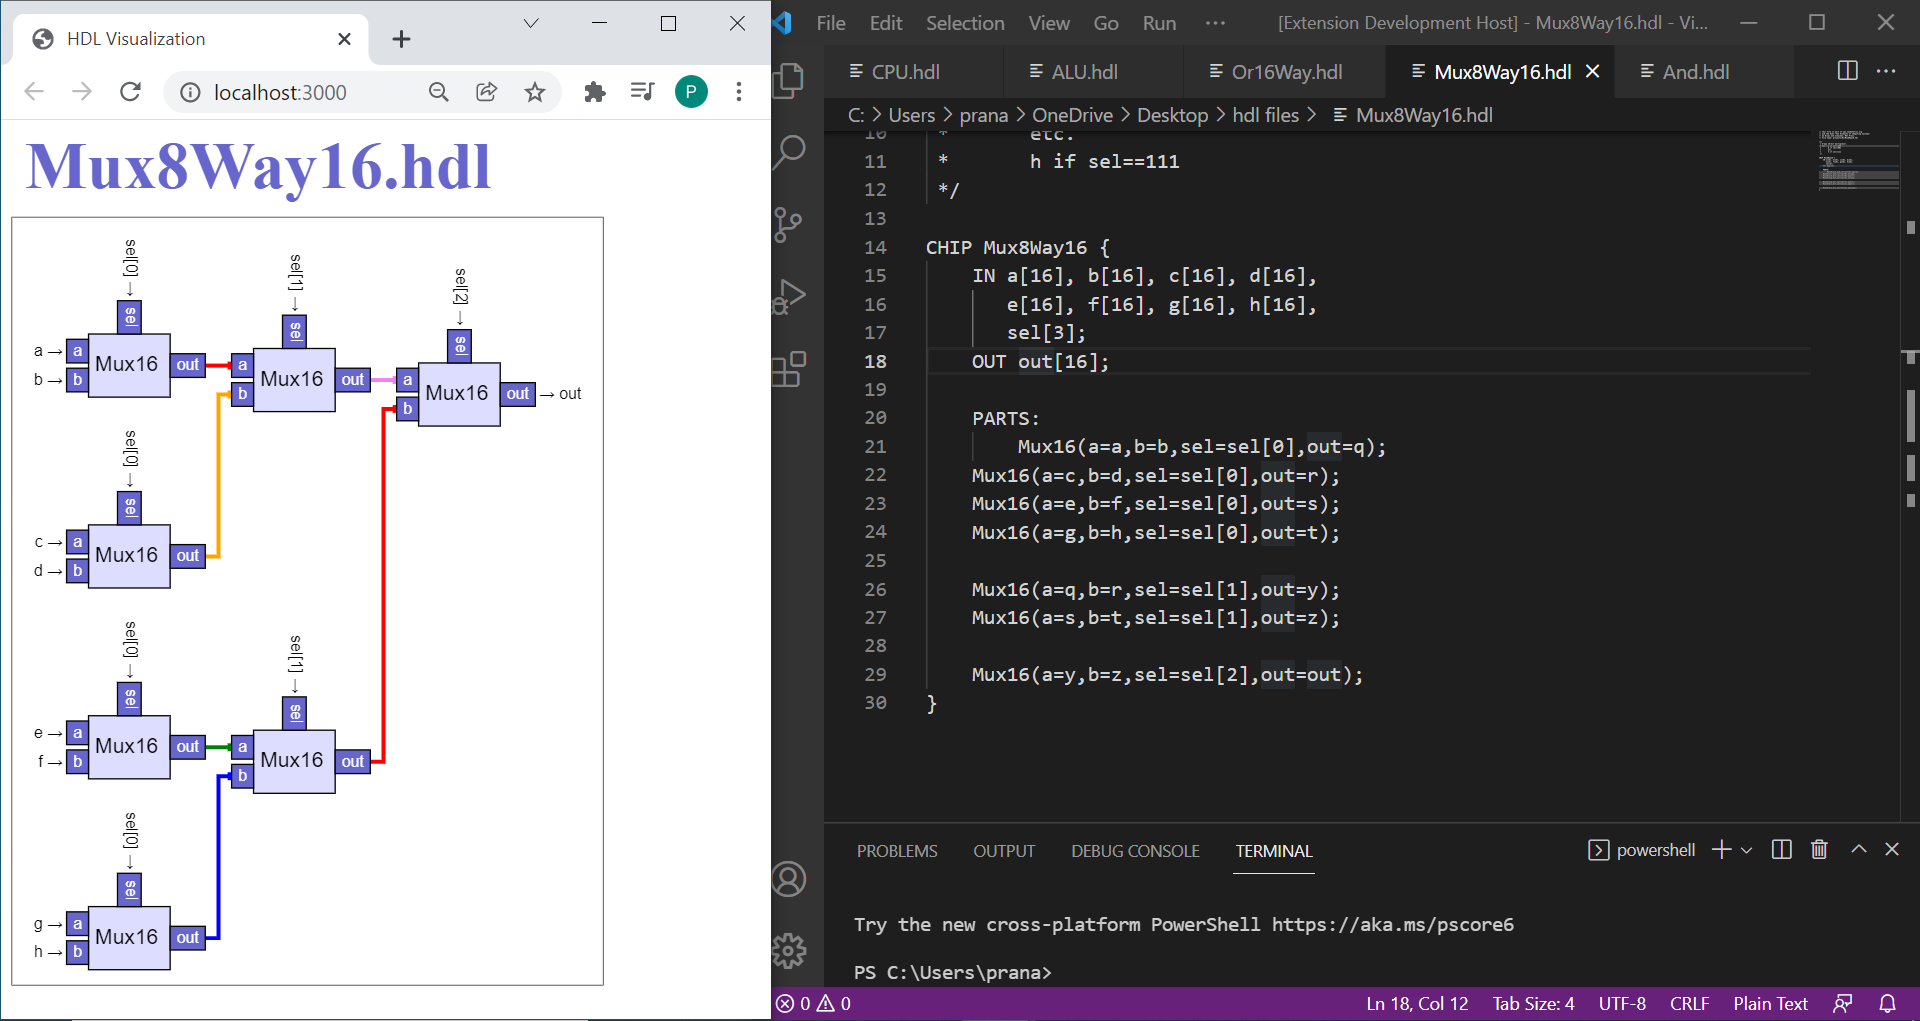 HDL Visualization
localhost:3000
P
Mux8Way16.hdl
sel[0] →
sel
a → a
b → b
Mux16
out
sel[1] →
sel
a
b
Mux16
out
sel[2] →
sel
a
b
Mux16
out → out
sel[0] →
sel
c → a
d → b
Mux16
out
sel[0] →
sel
e → a
f → b
Mux16
out
sel[1] →
sel
a
b
Mux16
out
sel[0] →
sel
g → a
h → b
Mux16
out
File Edit Selection View Go Run ··· [Extension Development Host] - Mux8Way16.hdl - Vi...
CPU.hdl ALU.hdl Or16Way.hdl Mux8Way16.hdl And.hdl
C: > Users > prana > OneDrive > Desktop > hdl files > Mux8Way16.hdl
10 * etc.
11 * h if sel==111
12 */
13
14 CHIP Mux8Way16 {
15 IN a[16], b[16], c[16], d[16],
16 e[16], f[16], g[16], h[16],
17 sel[3];
18 OUT out[16];
19
20 PARTS:
21 Mux16(a=a,b=b,sel=sel[0],out=q);
22 Mux16(a=c,b=d,sel=sel[0],out=r);
23 Mux16(a=e,b=f,sel=sel[0],out=s);
24 Mux16(a=g,b=h,sel=sel[0],out=t);
25
26 Mux16(a=q,b=r,sel=sel[1],out=y);
27 Mux16(a=s,b=t,sel=sel[1],out=z);
28
29 Mux16(a=y,b=z,sel=sel[2],out=out);
30 }
PROBLEMS OUTPUT DEBUG CONSOLE TERMINAL powershell
Try the new cross-platform PowerShell https://aka.ms/pscore6
PS C:\Users\prana>
0 0 Ln 18, Col 12 Tab Size: 4 UTF-8 CRLF Plain Text